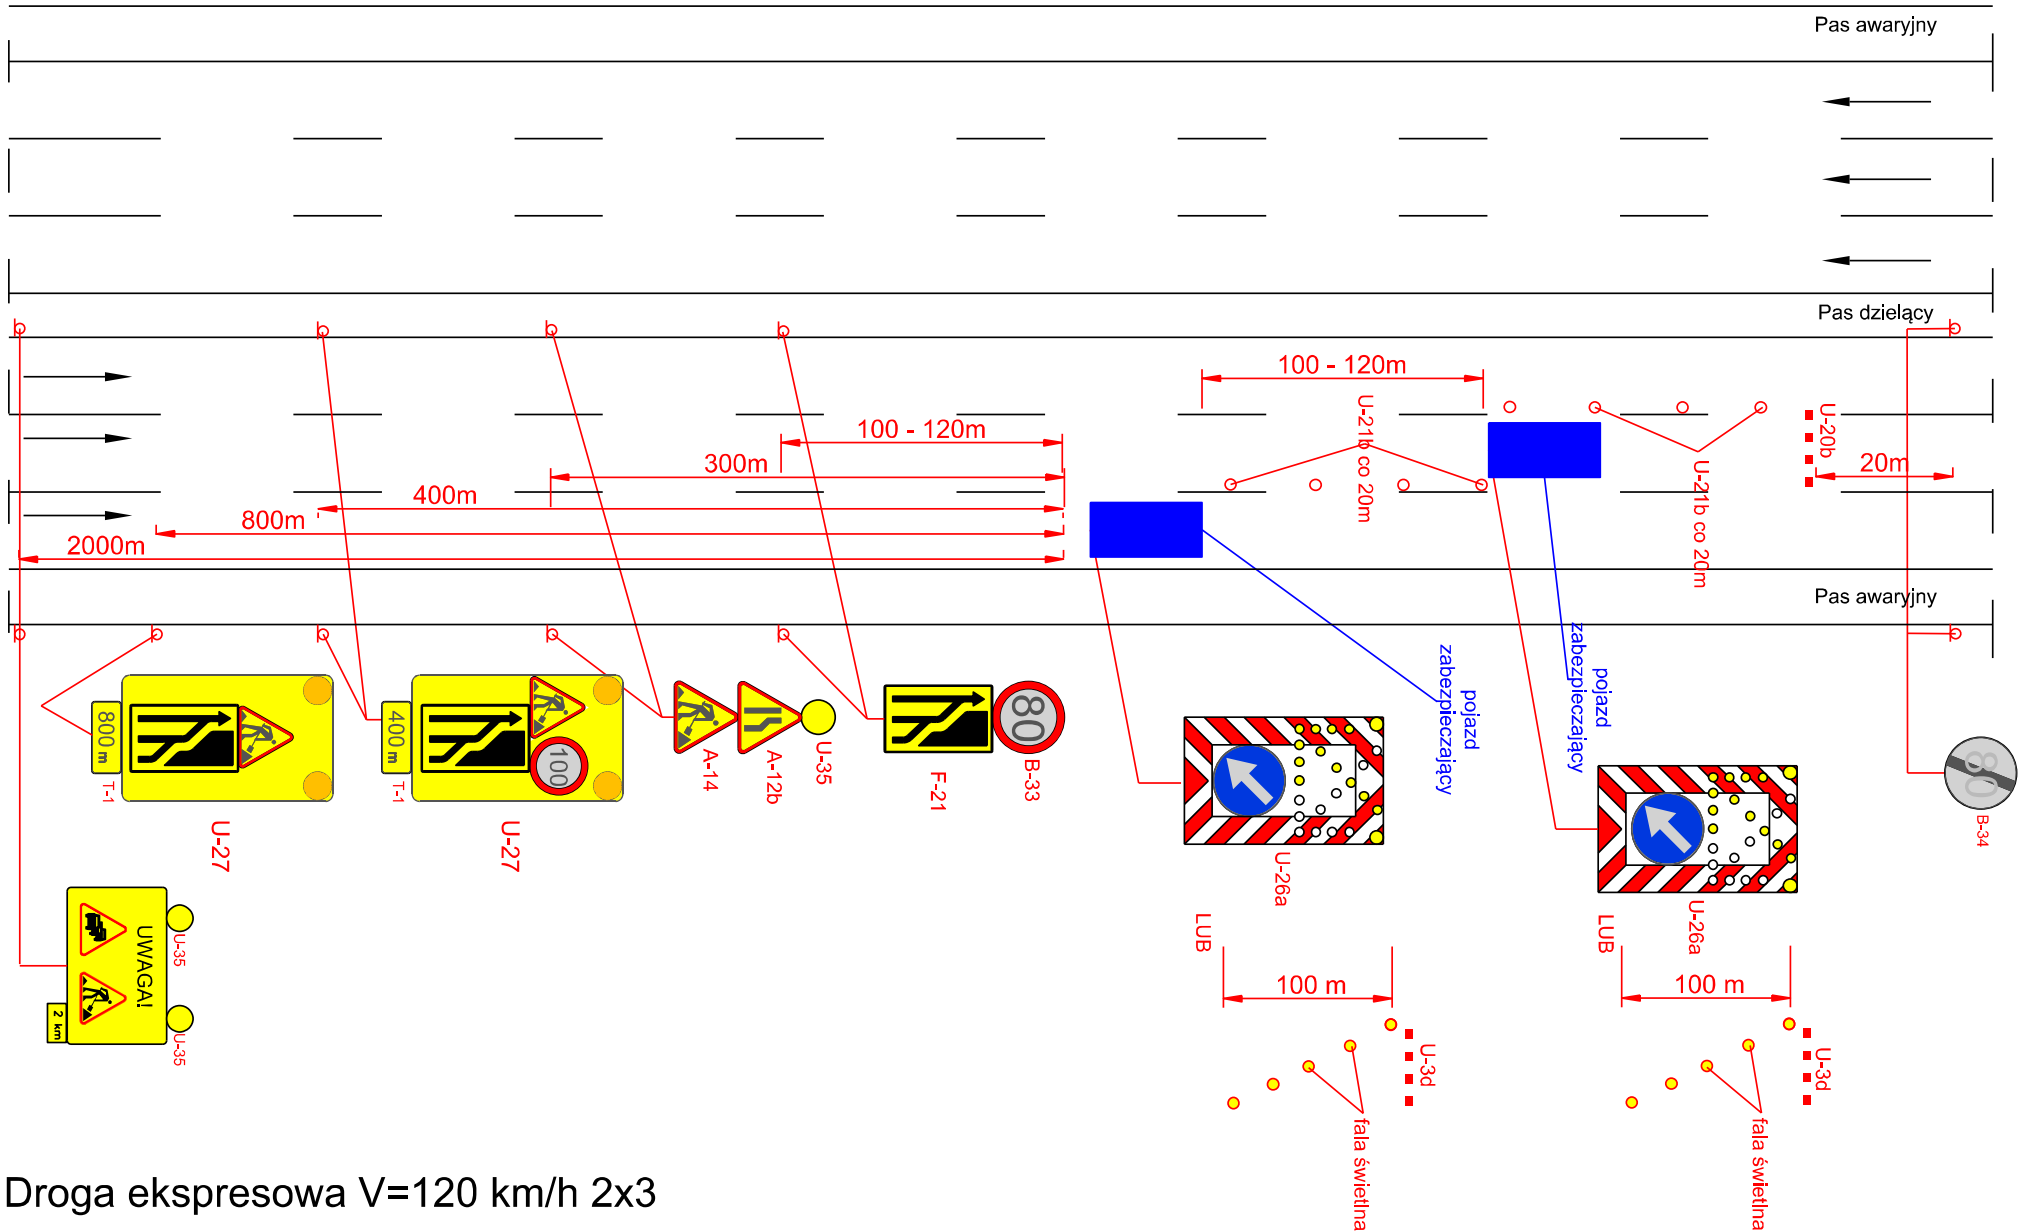 Pas awaryjny
Pas dzielący
100 - 120m
U-21b co 20m
U-20b
100 - 120m
300m
20m
U-21b co 20m
400m
800m
2000m
Pas awaryjny
pojazd
zabezpieczający
pojazd
zabezpieczający
800 m
T-1
U-27
400 m
100
T-1
U-27
A-14
A-12b
U-35
F-21
80
B-33
U-26a
LUB
U-26a
LUB
80
B-34
UWAGA!
U-35
U-35
2 km
100 m
U-3d
fala świetlna
100 m
U-3d
fala świetlna
Droga ekspresowa V=120 km/h 2x3